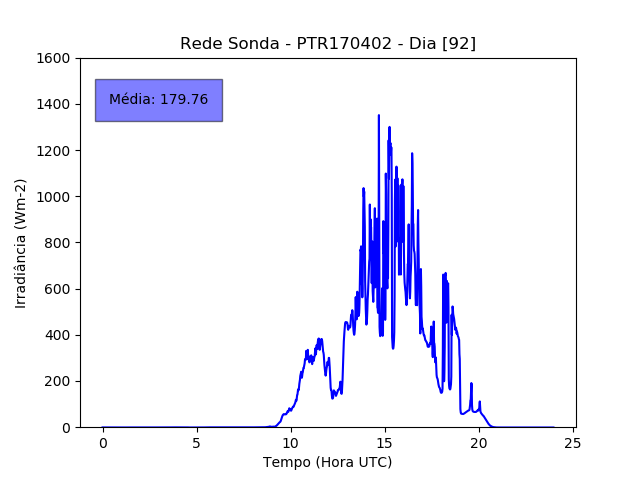 Rede Sonda - PTR170402 - Dia [92]
1600
1400
1200
1000
800
600
400
200
0
Média: 179.76
Irradiância (Wm-2)
0 5 10 15 20 25
Tempo (Hora UTC)